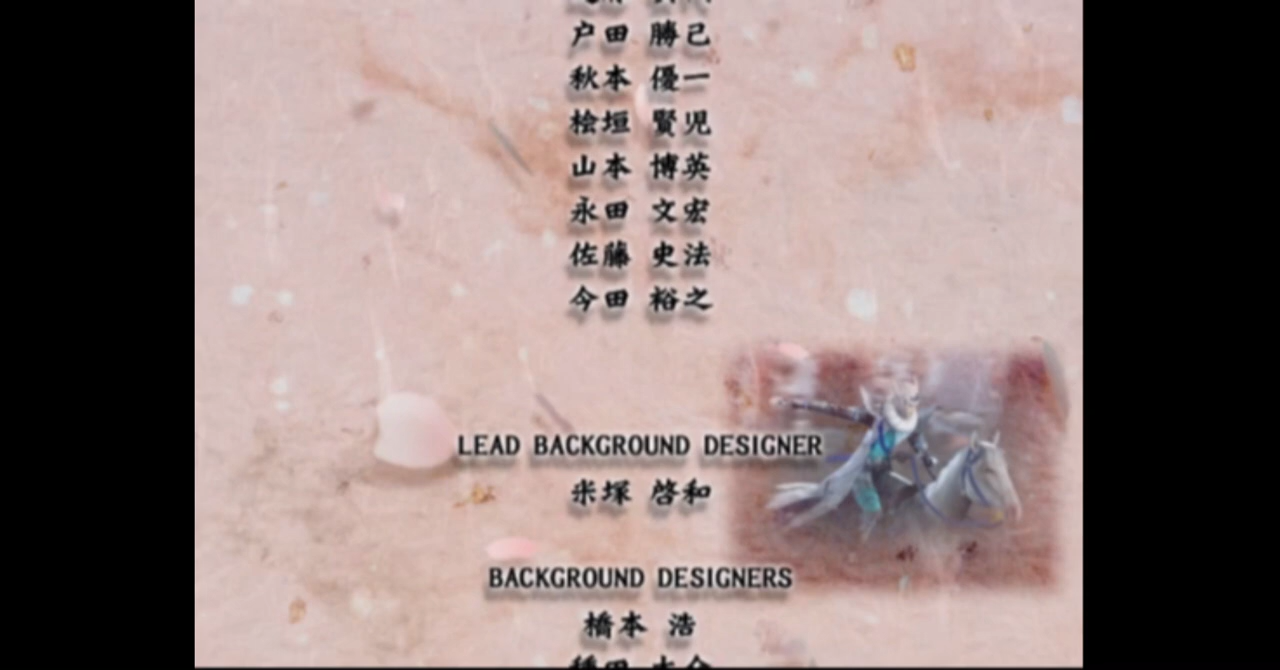 戸田 勝己
秋本 優一
桧垣 賢児
山本 博英
永田 文宏
佐藤 史法
今田 裕之
LEAD BACKGROUND DESIGNER
米塚 啓和
BACKGROUND DESIGNERS
橋本 浩